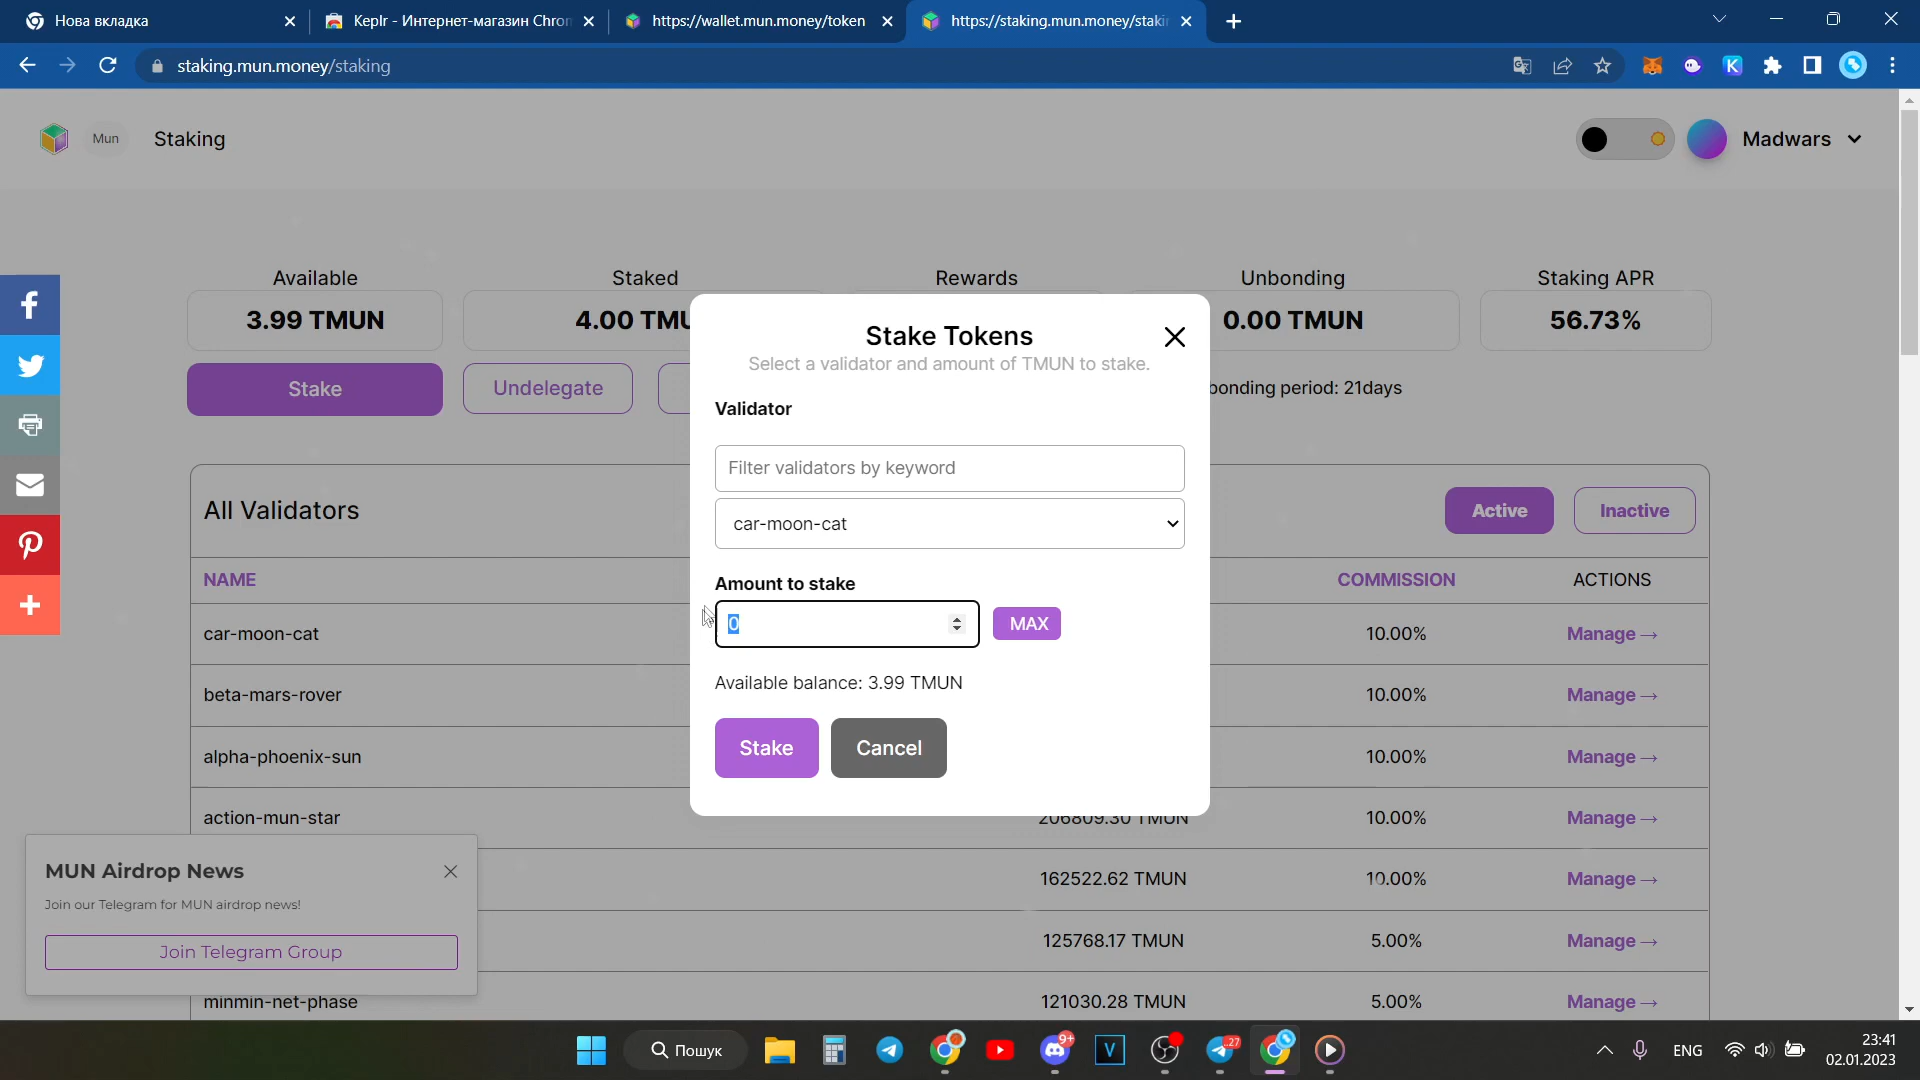 Нова вкладка
Keplr - Интернет-магазин Chrom
https://wallet.mun.money/token
https://staking.mun.money/staki
staking.mun.money/staking
Mun
Staking
Madwars
Available
Staked
Rewards
Unbonding
Staking APR
3.99 TMUN
4.00 TMU
0.00 TMUN
56.73%
Stake
Undelegate
bonding period: 21days
Stake Tokens
Select a validator and amount of TMUN to stake.
Validator
Filter validators by keyword
car-moon-cat
Amount to stake
0
MAX
Available balance: 3.99 TMUN
Stake
Cancel
All Validators
Active
Inactive
NAME
COMMISSION
ACTIONS
car-moon-cat
10.00%
Manage→
beta-mars-rover
10.00%
Manage→
alpha-phoenix-sun
10.00%
Manage→
action-mun-star
206809.30 TMUN
10.00%
Manage→
162522.62 TMUN
10.00%
Manage→
125768.17 TMUN
5.00%
Manage→
minmin-net-phase
121030.28 TMUN
5.00%
Manage→
MUN Airdrop News
Join our Telegram for MUN airdrop news!
Join Telegram Group
Пошук
9+
27
ENG
23:41
02.01.2023